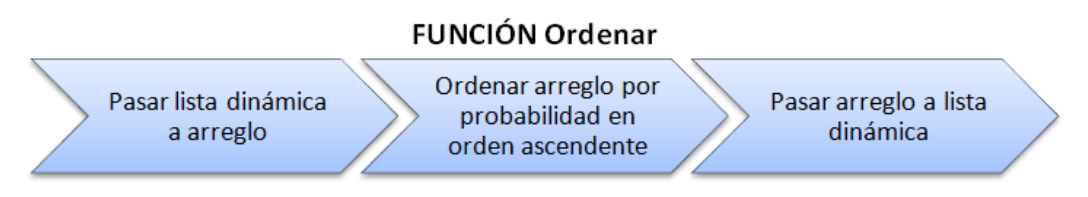 FUNCIÓN Ordenar
Pasar lista dinámica
a arreglo
Ordenar arreglo por
probabilidad en
orden ascendente
Pasar arreglo a lista
dinámica